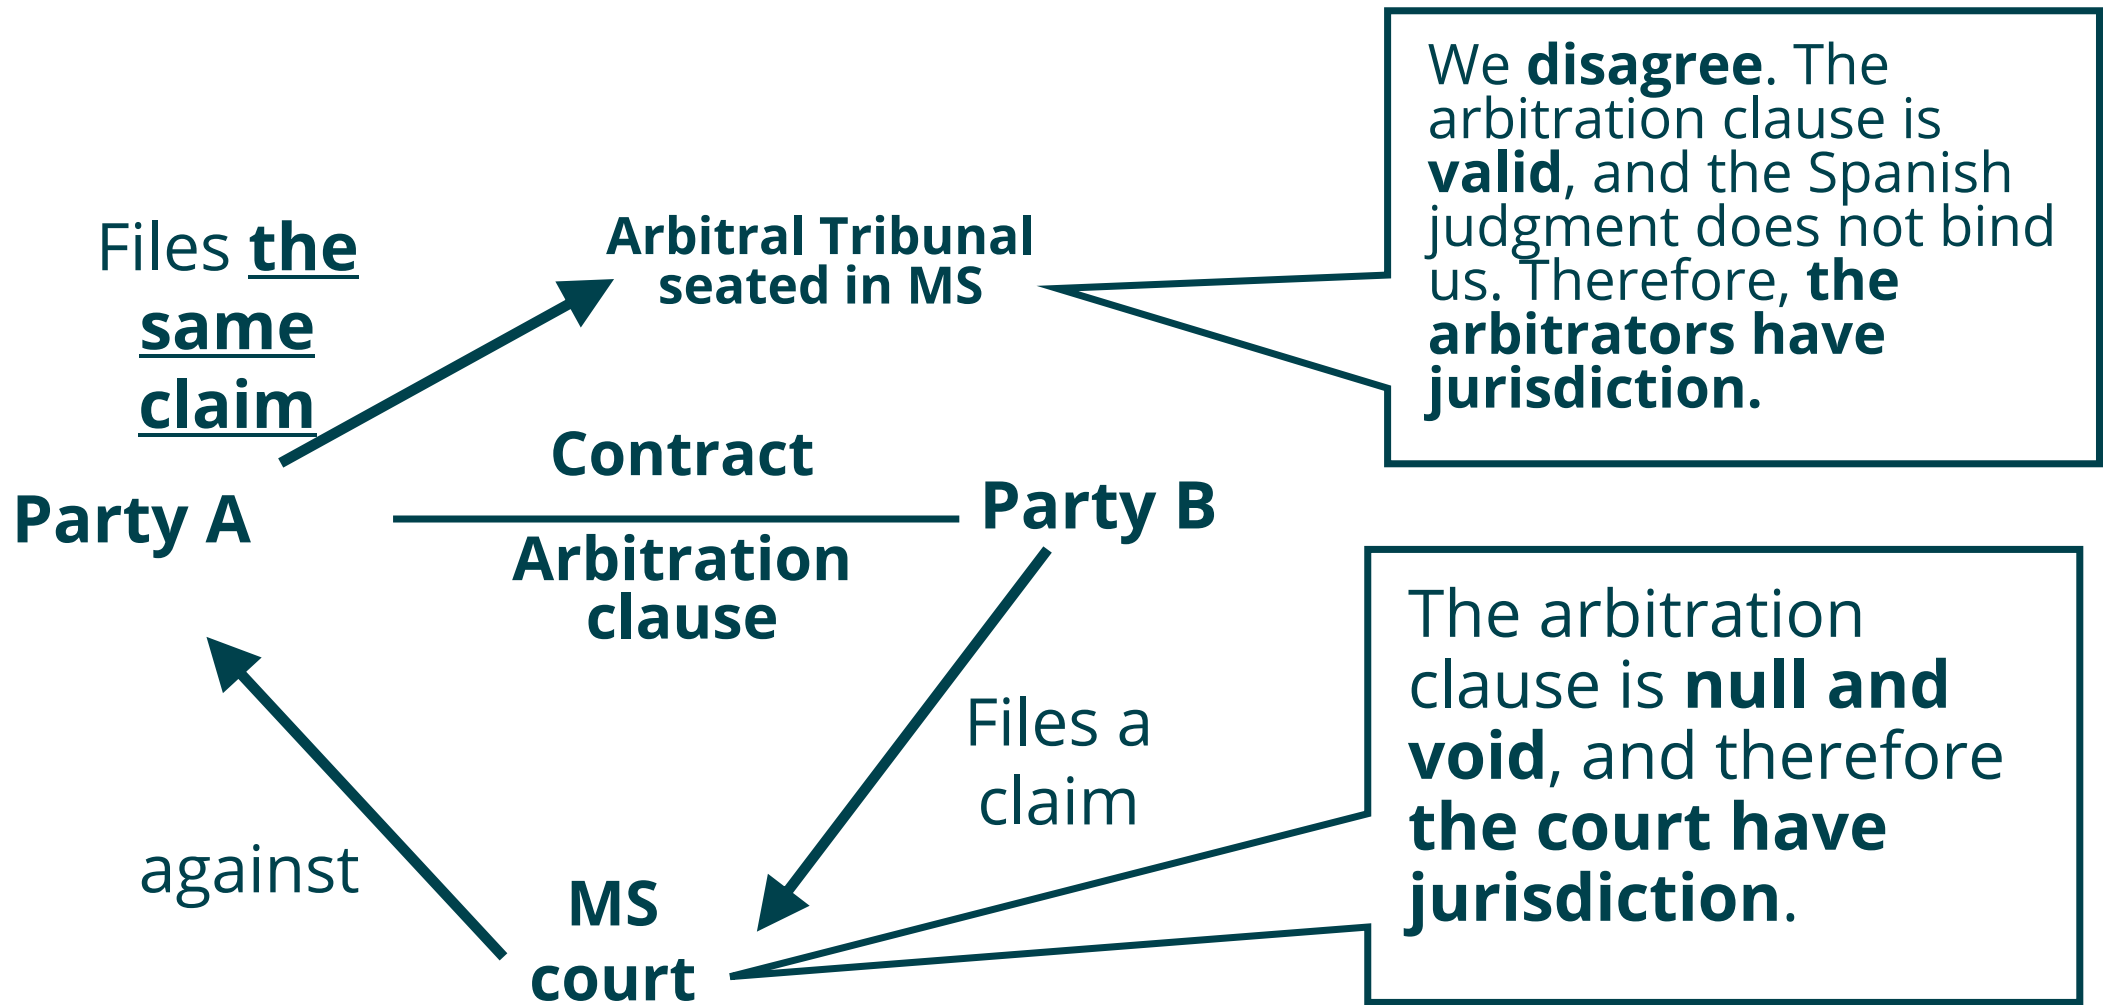 We disagree. The
arbitration clause is
valid, and the Spanish
judgment does not bind
us. Therefore, the
arbitrators have
jurisdiction.
Files the
same
claim
Arbitral Tribunal
seated in MS
Contract
Party A
Party B
Arbitration
clause
The arbitration
clause is null and
void, and therefore
the court have
jurisdiction.
Files a
claim
against
MS
court